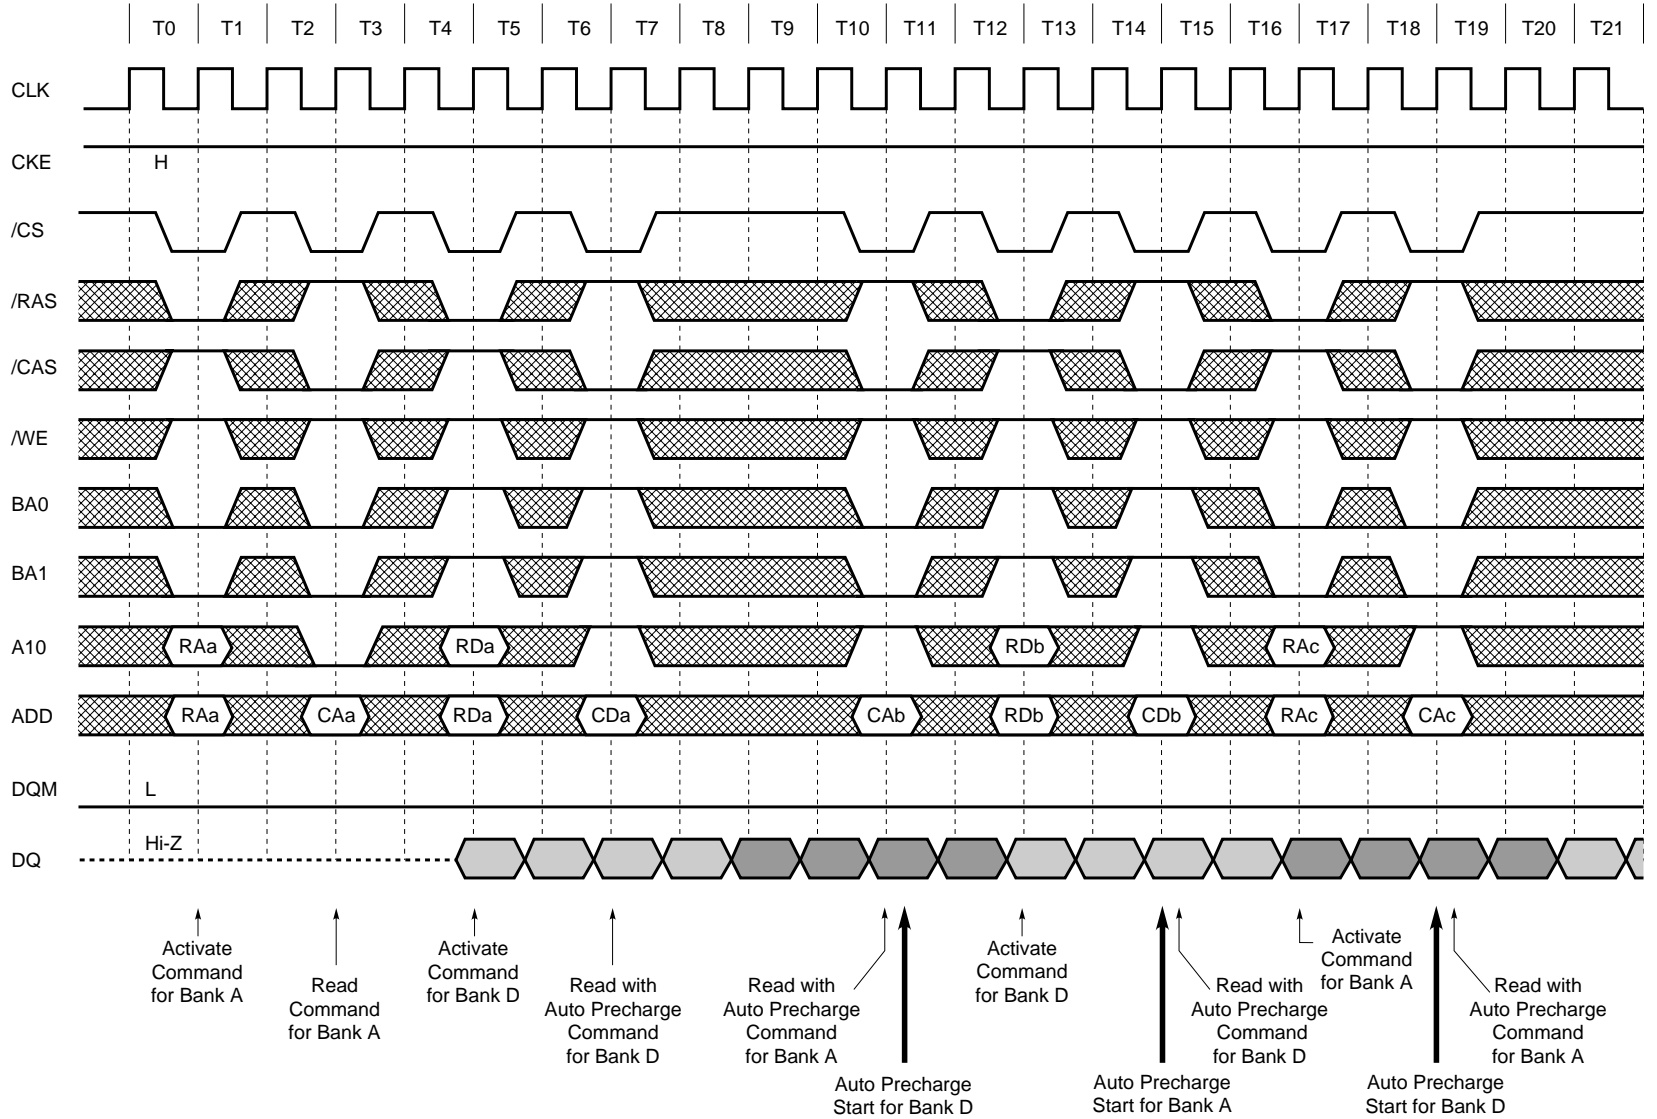 T0 T1 T2 T3 T4 T5 T6 T7 T8 T9 T10 T11 T12 T13 T14 T15 T16 T17 T18 T19 T20 T21
CLK
CKE H
/CS
/RAS
/CAS
/WE
BA0
BA1
A10 RAa RDa RDb RAc
ADD RAa CAa RDa CDa CAb RDb CDb RAc CAc
DQM L
DQ Hi-Z
Activate
Command
for Bank A
Read
Command
for Bank A
Activate
Command
for Bank D
Read with
Auto Precharge
Command
for Bank D
Read with
Auto Precharge
Command
for Bank A
Auto Precharge
Start for Bank D
Activate
Command
for Bank D
Auto Precharge
Start for Bank A
Read with
Auto Precharge
Command
for Bank D
Activate
Command
for Bank A
Auto Precharge
Start for Bank D
Read with
Auto Precharge
Command
for Bank A